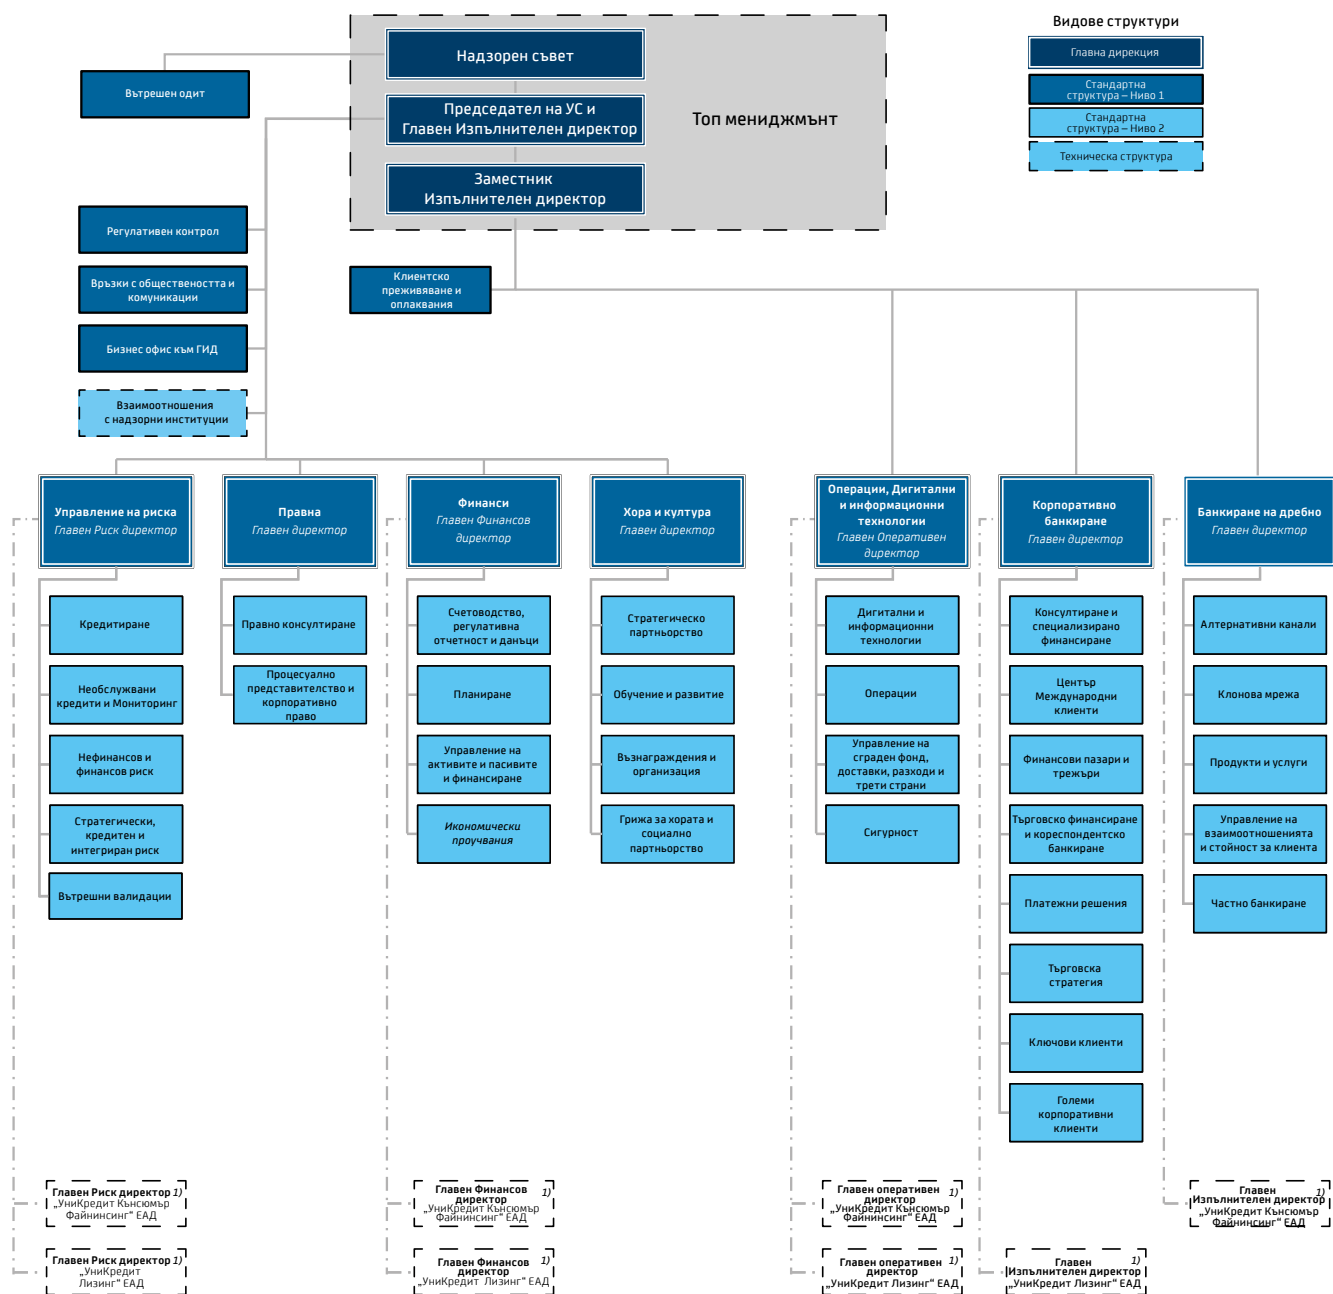 Видове структури
Главна дирекция
Стандартна
структура – Ниво 1
Стандартна
структура – Ниво 2
Техническа структура
Надзорен съвет
Вътрешен одит
Председател на УС и
Главен Изпълнителен директор
Топ мениджмънт
Заместник
Изпълнителен директор
Регулативен контрол
Връзки с обществеността и
комуникации
Клиентско
преживяване и
оплаквания
Бизнес офис към ГИД
Взаимоотношения
с надзорни институции
Управление на риска
Главен Риск директор
Правна
Главен директор
Финанси
Главен Финансов
директор
Хора и култура
Главен директор
Операции, Дигитални
и информационни
технологии
Главен Оперативен
директор
Корпоративно
банкиране
Главен директор
Банкиране на дребно
Главен директор
Кредитиране
Необслужвани
кредити и Мониторинг
Нефинансов и
финансов риск
Стратегически,
кредитен и
интегриран риск
Вътрешни валидации
Правно консултиране
Процесуално
представителство и
корпоративно
право
Счетоводство,
регулативна
отчетност и данъци
Планиране
Управление на
активите и пасивите
и финансиране
Икономически
проучвания
Стратегическо
партньорство
Обучение и развитие
Възнаграждения и
организация
Грижа за хората и
социално
партньорство
Дигитални и
информационни
технологии
Операции
Управление на
сграден фонд,
доставки, разходи и
трети страни
Сигурност
Консултиране и
специализирано
финансиране
Център
Международни
клиенти
Финансови пазари и
трежъри
Търговско финансиране
и кореспондентско
банкиране
Платежни решения
Търговска
стратегия
Ключови клиенти
Големи
корпоративни
клиенти
Алтернативни канали
Клонова мрежа
Продукти и услуги
Управление на
взаимоотношенията
и стойност за клиента
Частно банкиране
Главен Риск директор 1)
„УниКредит Кънсюмър
Файнинсинг“ ЕАД
Главен Финансов 1)
директор
„УниКредит Кънсюмър
Файнинсинг“ ЕАД
Главен оперативен 1)
директор
„УниКредит Кънсюмър
Файнинсинг“ ЕАД
Главен 1)
Изпълнителен директор
„УниКредит Кънсюмър
Файнинсинг“ ЕАД
Главен Риск директор 1)
„УниКредит
Лизинг“ ЕАД
Главен Финансов 1)
директор
„УниКредит Лизинг“ ЕАД
Главен оперативен 1)
директор
„УниКредит Лизинг“ ЕАД
Главен 1)
Изпълнителен директор
„УниКредит Лизинг“ ЕАД